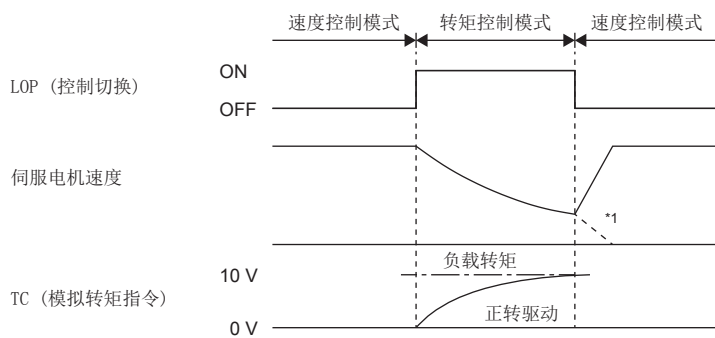 速度控制模式 转矩控制模式 速度控制模式
LOP (控制切换)
ON
OFF
伺服电机速度
*1
TC (模拟转矩指令)
10 V
负载转矩
正转驱动
0 V